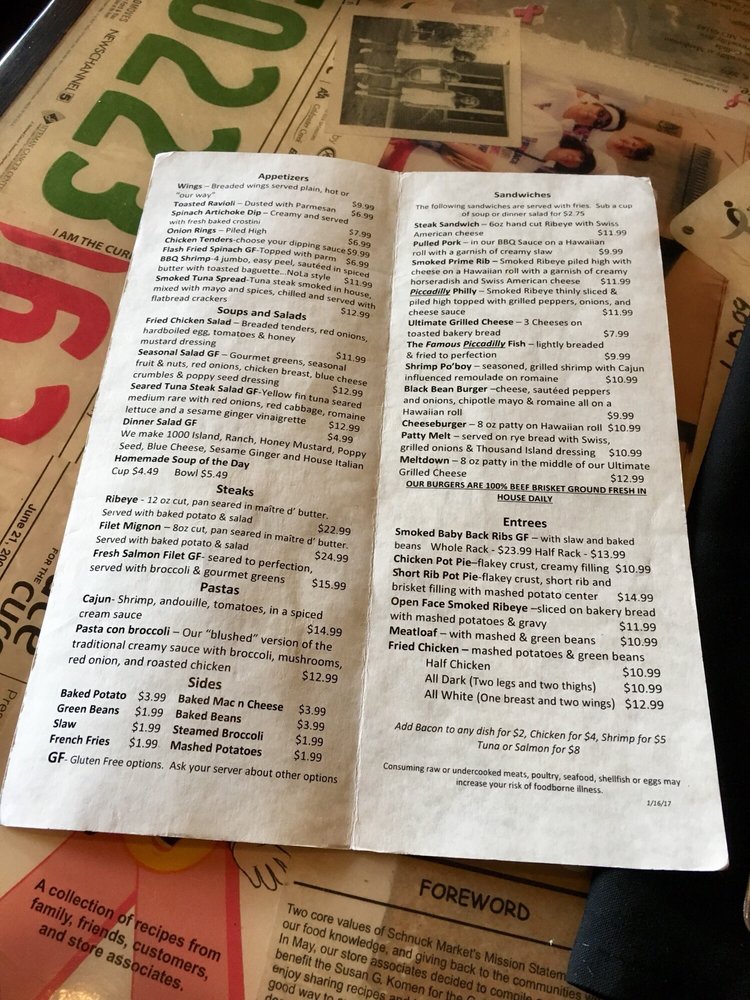 0223
NEWSCHANNEL 5
I AM THE CUR
June 21, 20
FOR THE
cure
Appetizers
Wings – Breaded wings served plain, hot or
"our way" $9.99
Toasted Ravioli – Dusted with Parmesan $6.99
Spinach Artichoke Dip – Creamy and served
with fresh baked crostini $7.99
Onion Rings – Piled High $6.99
Chicken Tenders-choose your dipping sauce $9.99
Flash Fried Spinach GF-Topped with parm $6.99
BBQ Shrimp-4 jumbo, easy peel, sautéed in spiced
butter with toasted baguette...NoLa style $11.99
Smoked Tuna Spread-Tuna steak smoked in house,
mixed with mayo and spices, chilled and served with
flatbread crackers $12.99
Soups and Salads
Fried Chicken Salad – Breaded tenders, red onions,
hardboiled egg, tomatoes & honey
mustard dressing $11.99
Seasonal Salad GF – Gourmet greens, seasonal
fruit & nuts, red onions, chicken breast, blue cheese
crumbles & poppy seed dressing $12.99
Seared Tuna Steak Salad GF-Yellow fin tuna seared
medium rare with red onions, red cabbage, romaine
lettuce and a sesame ginger vinaigrette $12.99
Dinner Salad GF $4.99
We make 1000 Island, Ranch, Honey Mustard, Poppy
Seed, Blue Cheese, Sesame Ginger and House Italian
Homemade Soup of the Day
Cup $4.49 Bowl $5.49
Steaks
Ribeye - 12 oz cut, pan seared in maître d' butter.
Served with baked potato & salad $22.99
Filet Mignon – 8oz cut, pan seared in maître d' butter.
Served with baked potato & salad $24.99
Fresh Salmon Filet GF- seared to perfection,
served with broccoli & gourmet greens $15.99
Pastas
Cajun- Shrimp, andouille, tomatoes, in a spiced
cream sauce $14.99
Pasta con broccoli – Our "blushed" version of the
traditional creamy sauce with broccoli, mushrooms,
red onion, and roasted chicken $12.99
Sides
Baked Potato $3.99 Baked Mac n Cheese $3.99
Green Beans $1.99 Baked Beans $3.99
Slaw $1.99 Steamed Broccoli $1.99
French Fries $1.99 Mashed Potatoes $1.99
GF- Gluten Free options. Ask your server about other options
Sandwiches
The following sandwiches are served with fries. Sub a cup
of soup or dinner salad for $2.75
Steak Sandwich – 6oz hand cut Ribeye with Swiss
American cheese $11.99
Pulled Pork – in our BBQ Sauce on a Hawaiian
roll with a garnish of creamy slaw $9.99
Smoked Prime Rib – Smoked Ribeye piled high with
cheese on a Hawaiian roll with a garnish of creamy
horseradish and Swiss American cheese $11.99
Piccadilly Philly – Smoked Ribeye thinly sliced &
piled high topped with grilled peppers, onions, and
cheese sauce $11.99
Ultimate Grilled Cheese – 3 Cheeses on
toasted bakery bread $7.99
The Famous Piccadilly Fish – lightly breaded
& fried to perfection $9.99
Shrimp Po'boy – seasoned, grilled shrimp with Cajun
influenced remoulade on romaine $10.99
Black Bean Burger –cheese, sautéed peppers
and onions, chipotle mayo & romaine all on a
Hawaiian roll $9.99
Cheeseburger – 8 oz patty on Hawaiian roll $10.99
Patty Melt – served on rye bread with Swiss,
grilled onions & Thousand Island dressing $10.99
Meltdown – 8 oz patty in the middle of our Ultimate
Grilled Cheese $12.99
OUR BURGERS ARE 100% BEEF BRISKET GROUND FRESH IN
HOUSE DAILY
Entrees
Smoked Baby Back Ribs GF – with slaw and baked
beans Whole Rack - $23.99 Half Rack - $13.99
Chicken Pot Pie–flakey crust, creamy filling $10.99
Short Rib Pot Pie-flakey crust, short rib and
brisket filling with mashed potato center $14.99
Open Face Smoked Ribeye –sliced on bakery bread
with mashed potatoes & gravy $11.99
Meatloaf – with mashed & green beans $10.99
Fried Chicken – mashed potatoes & green beans
Half Chicken $10.99
All Dark (Two legs and two thighs) $10.99
All White (One breast and two wings) $12.99
Add Bacon to any dish for $2, Chicken for $4, Shrimp for $5
Tuna or Salmon for $8
Consuming raw or undercooked meats, poultry, seafood, shellfish or eggs may
increase your risk of foodborne illness.
1/16/17
A collection of recipes from
family, friends, customers,
and store associates.
FOREWORD
Two core values of Schnuck Market's Mission Statem
our food knowledge, and giving back to the communities
In May, our store associates decided to compile
benefit the Susan G. Komen for the
enjoy sharing recipes and
good way to